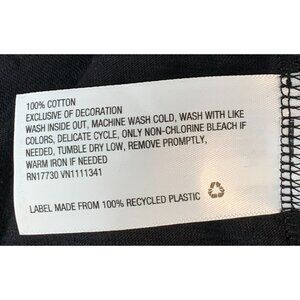 100% COTTON
EXCLUSIVE OF DECORATION
WASH INSIDE OUT, MACHINE WASH COLD, WASH WITH LIKE
COLORS, DELICATE CYCLE, ONLY NON-CHLORINE BLEACH IF
NEEDED, TUMBLE DRY LOW, REMOVE PROMPTLY,
WARM IRON IF NEEDED
RN17730 VN1111341
LABEL MADE FROM 100% RECYCLED PLASTIC